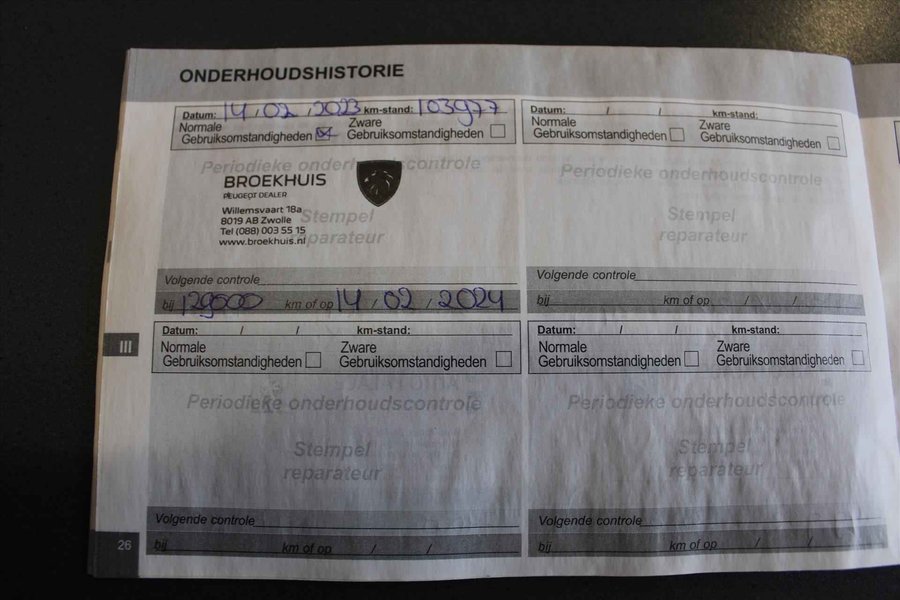 ONDERHOUDSHISTORIE
Datum: 14/02/2023 km-stand: 103977
Normale Gebruiksomstandigheden Zware Gebruiksomstandigheden
Periodieke onderhoudscontrole
BROEKHUIS
PEUGEOT DEALER
Willemsvaart 18a
8019 AB Zwolle
Tel (088) 003 55 15
www.broekhuis.nl
Stempel
reparateur
Volgende controle
bij 129000 km of op 14/02/2024
Datum: / / km-stand:
Normale Gebruiksomstandigheden Zware Gebruiksomstandigheden
Periodieke onderhoudscontrole
Stempel
reparateur
Volgende controle
bij km of op / /
III
Datum: / / km-stand:
Normale Gebruiksomstandigheden Zware Gebruiksomstandigheden
Periodieke onderhoudscontrole
Stempel
reparateur
Volgende controle
bij km of op / /
Datum: / / km-stand:
Normale Gebruiksomstandigheden Zware Gebruiksomstandigheden
Periodieke onderhoudscontrole
Stempel
reparateur
Volgende controle
bij km of op / /
26